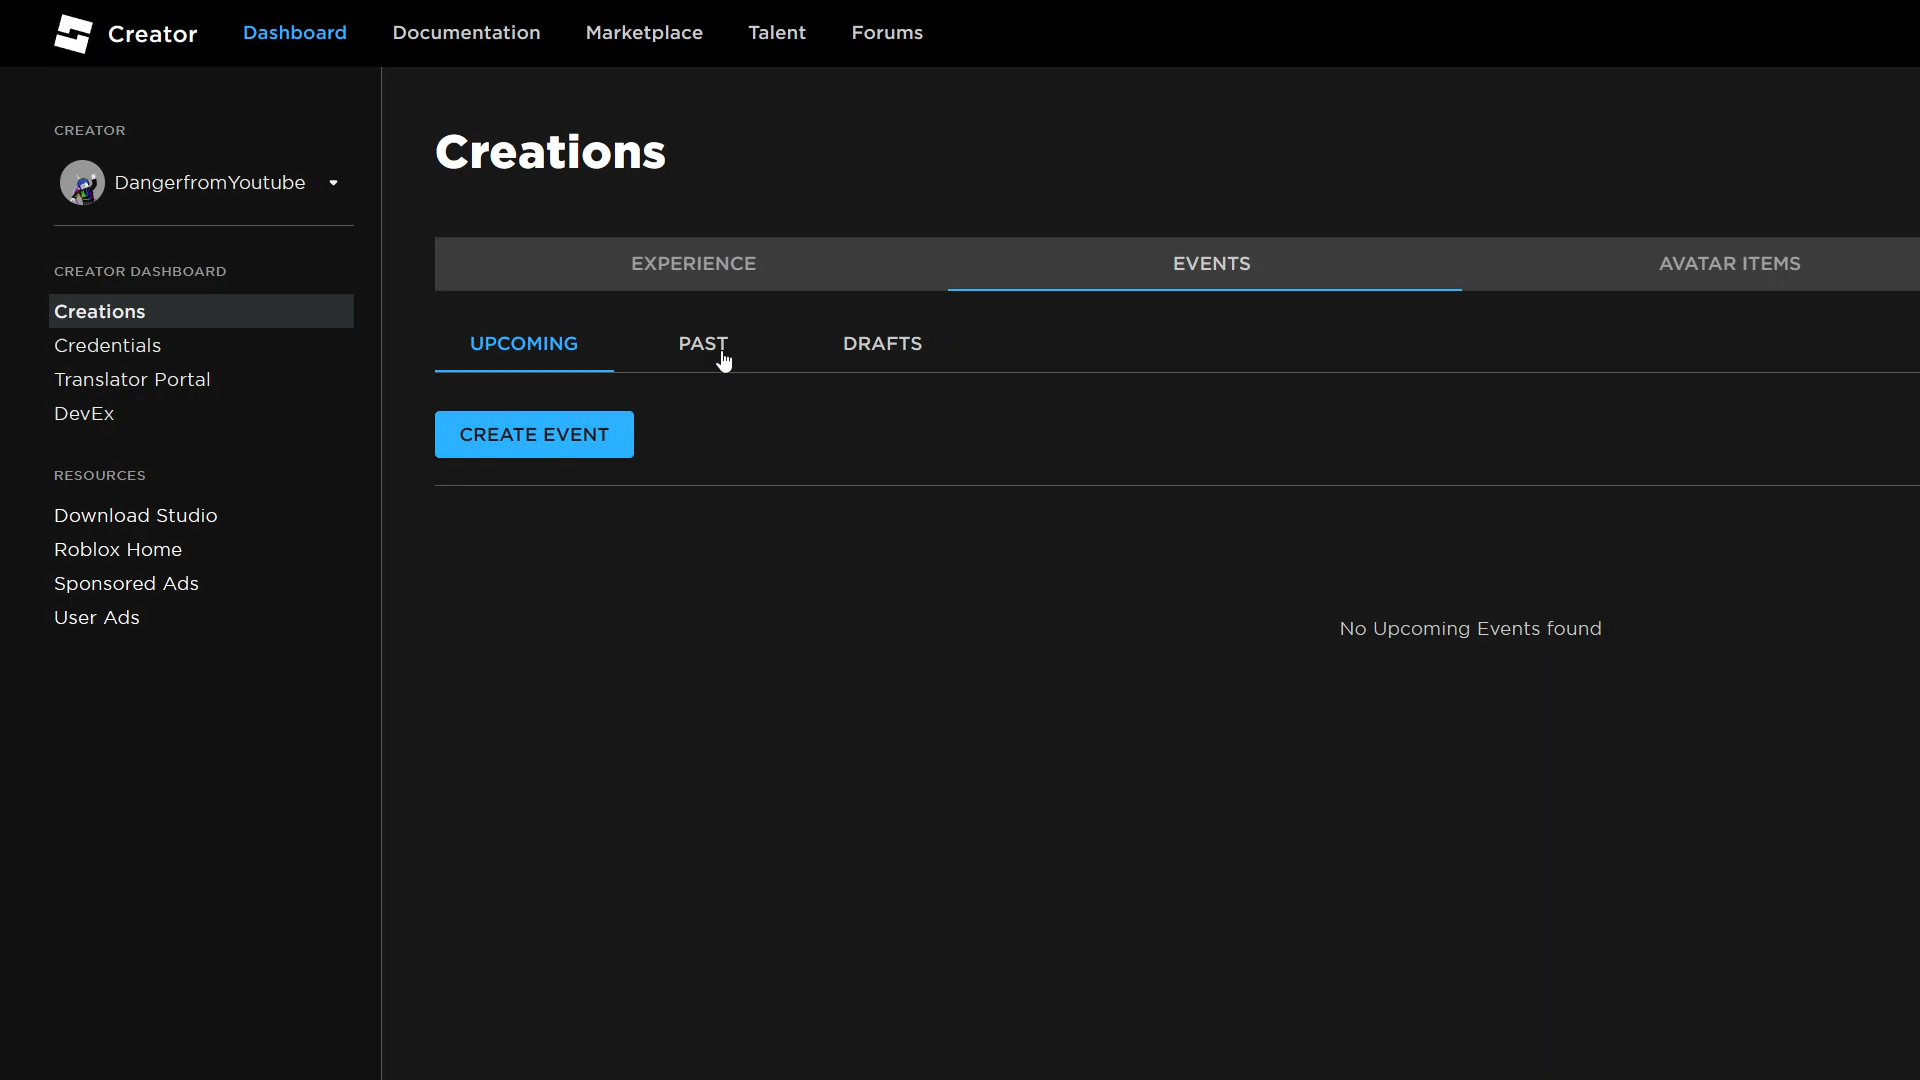 Creator Dashboard Documentation Marketplace Talent Forums
CREATOR
DangerfromYoutube
CREATOR DASHBOARD
Creations
Credentials
Translator Portal
DevEx
RESOURCES
Download Studio
Roblox Home
Sponsored Ads
User Ads
Creations
EXPERIENCE EVENTS AVATAR ITEMS
UPCOMING PAST DRAFTS
CREATE EVENT
No Upcoming Events found